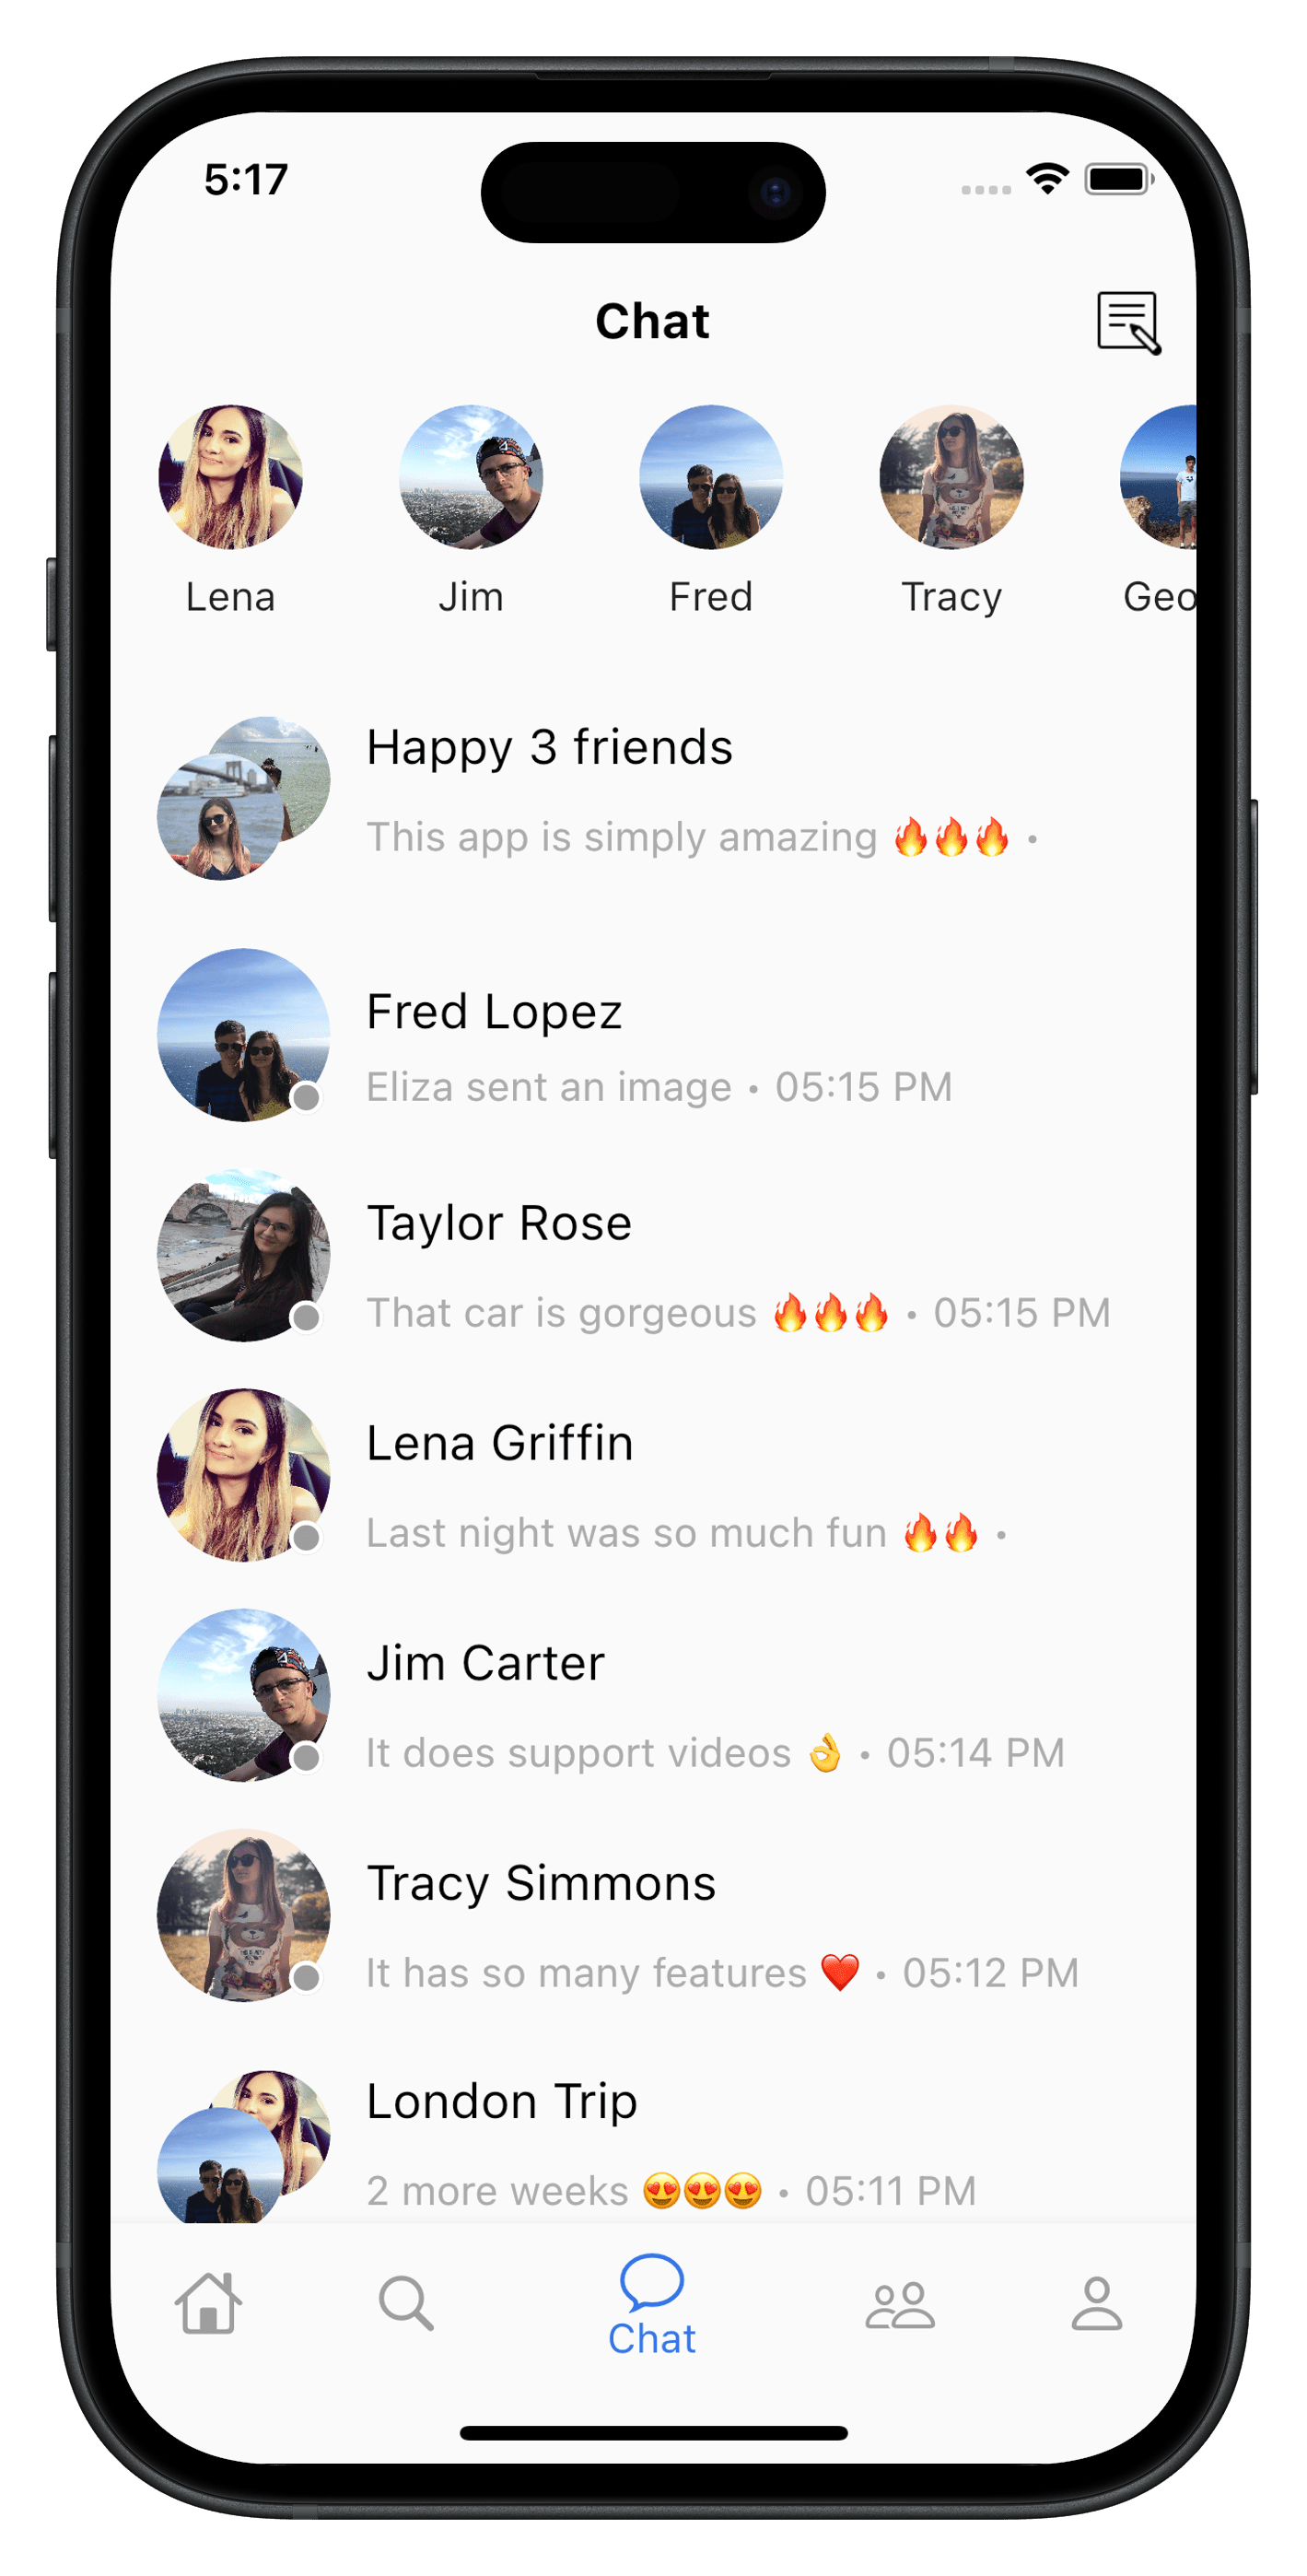 5:17
Chat
Lena
Jim
Fred
Tracy
Geo
Happy 3 friends
This app is simply amazing 🔥🔥🔥 •
Fred Lopez
Eliza sent an image • 05:15 PM
Taylor Rose
That car is gorgeous 🔥🔥🔥 • 05:15 PM
Lena Griffin
Last night was so much fun 🔥🔥 •
Jim Carter
It does support videos 👌 • 05:14 PM
Tracy Simmons
It has so many features ❤️ • 05:12 PM
London Trip
2 more weeks 😍😍😍 • 05:11 PM
Chat